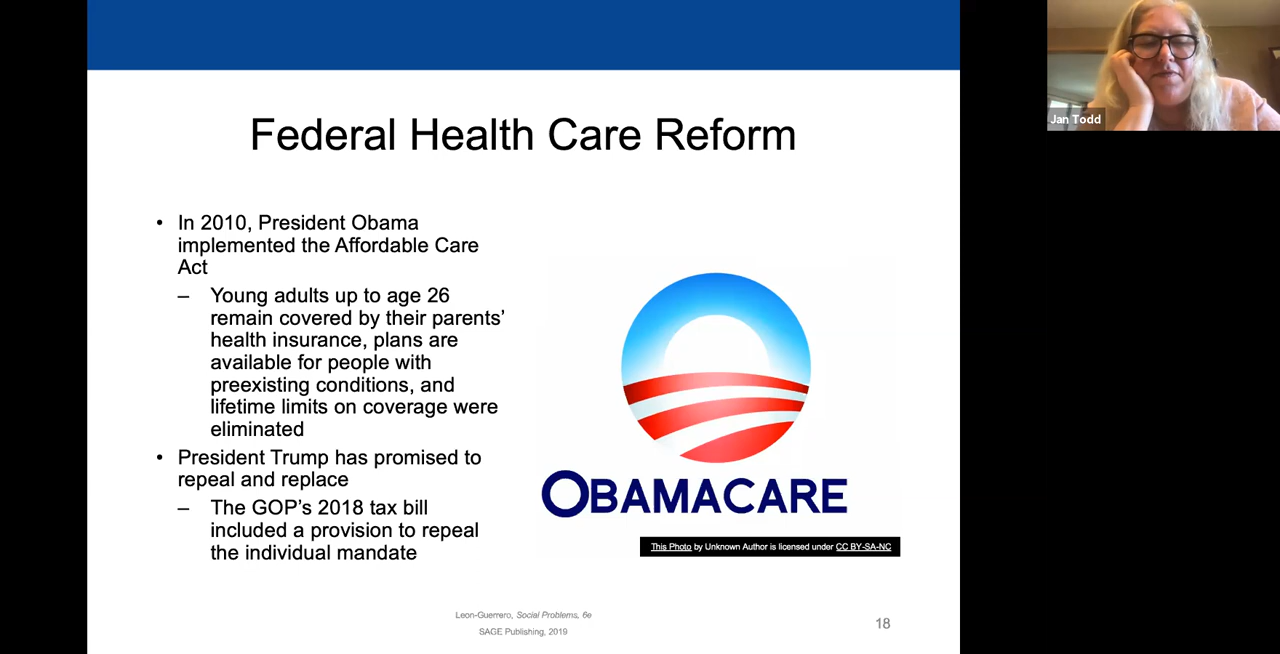 Jan Todd
Federal Health Care Reform
• In 2010, President Obama
implemented the Affordable Care
Act
– Young adults up to age 26
remain covered by their parents’
health insurance, plans are
available for people with
preexisting conditions, and
lifetime limits on coverage were
eliminated
• President Trump has promised to
repeal and replace
– The GOP’s 2018 tax bill
included a provision to repeal
the individual mandate
OBAMACARE
This Photo by Unknown Author is licensed under CC BY-SA-NC
Leon-Guerrero, Social Problems, 6e
SAGE Publishing, 2019
18